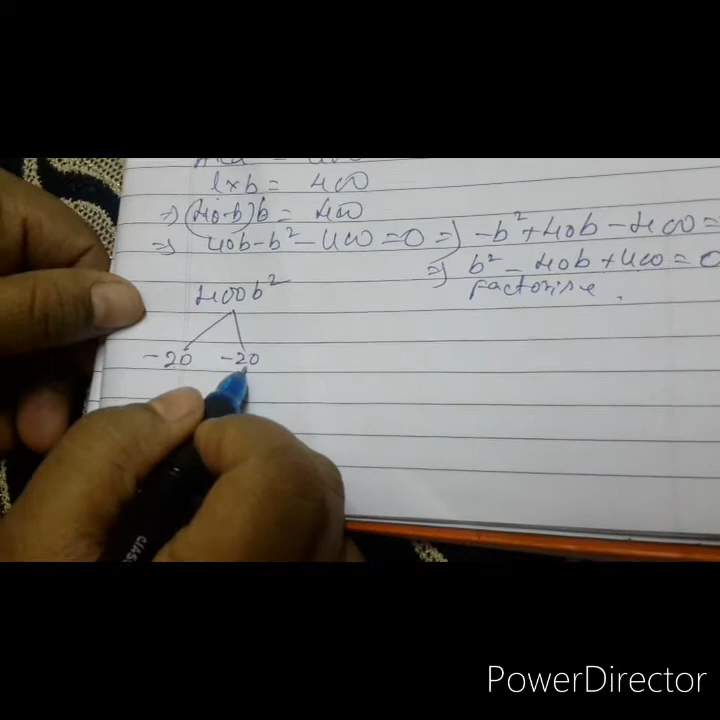 l×b = 400
⇒ (40-b)b = 400
⇒ 40b-b²-400=0 ⇒ -b²+40b-400=
⇒ b²-40b+400=0
Factorise.
400b²
-20 -20
CLASS
PowerDirector